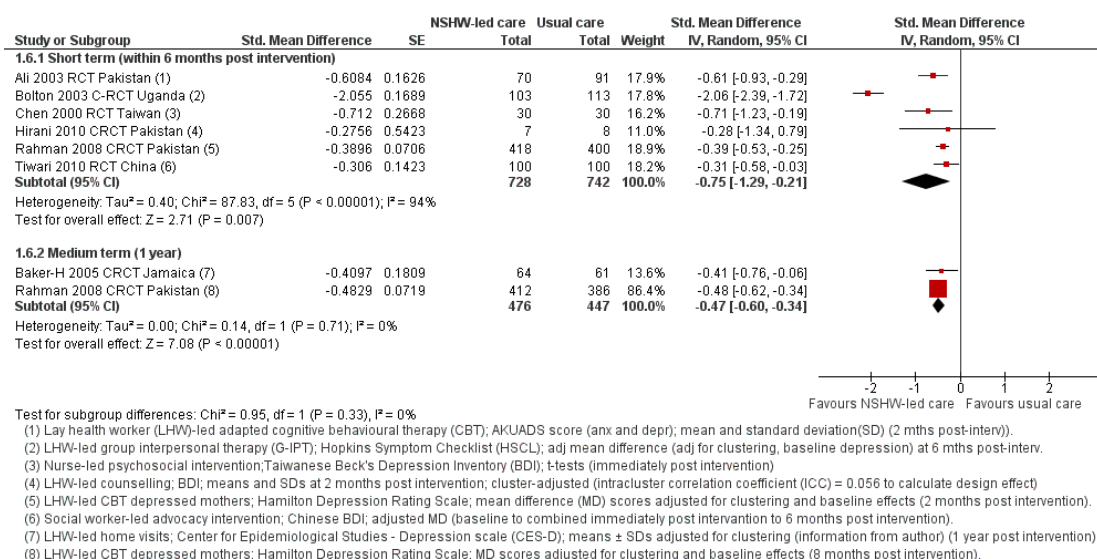 NSHW-led care Usual care Std. Mean Difference Std. Mean Difference
Study or Subgroup Std. Mean Difference SE Total Total Weight IV, Random, 95% CI IV, Random, 95% CI
1.6.1 Short term (within 6 months post intervention)
Ali 2003 RCT Pakistan (1) -0.6084 0.1626 70 91 17.9% -0.61 [-0.93, -0.29]
Bolton 2003 C-RCT Uganda (2) -2.055 0.1689 103 113 17.8% -2.06 [-2.39, -1.72]
Chen 2000 RCT Taiwan (3) -0.712 0.2668 30 30 16.2% -0.71 [-1.23, -0.19]
Hirani 2010 CRCT Pakistan (4) -0.2756 0.5423 7 8 11.0% -0.28 [-1.34, 0.79]
Rahman 2008 CRCT Pakistan (5) -0.3896 0.0706 418 400 18.9% -0.39 [-0.53, -0.25]
Tiwari 2010 RCT China (6) -0.306 0.1423 100 100 18.2% -0.31 [-0.58, -0.03]
Subtotal (95% CI) 728 742 100.0% -0.75 [-1.29, -0.21]
Heterogeneity: Tau² = 0.40; Chi² = 87.83, df = 5 (P < 0.00001); I² = 94%
Test for overall effect: Z = 2.71 (P = 0.007)
1.6.2 Medium term (1 year)
Baker-H 2005 CRCT Jamaica (7) -0.4097 0.1809 64 61 13.6% -0.41 [-0.76, -0.06]
Rahman 2008 CRCT Pakistan (8) -0.4829 0.0719 412 386 86.4% -0.48 [-0.62, -0.34]
Subtotal (95% CI) 476 447 100.0% -0.47 [-0.60, -0.34]
Heterogeneity: Tau² = 0.00; Chi² = 0.14, df = 1 (P = 0.71); I² = 0%
Test for overall effect: Z = 7.08 (P < 0.00001)
-2 -1 0 1 2
Favours NSHW-led care Favours usual care
Test for subgroup differences: Chi² = 0.95, df = 1 (P = 0.33), I² = 0%
(1) Lay health worker (LHW)-led adapted cognitive behavioural therapy (CBT); AKUADS score (anx and depr); mean and standard deviation(SD) (2 mths post-interv)).
(2) LHW-led group interpersonal therapy (G-IPT); Hopkins Symptom Checklist (HSCL); adj mean difference (adj for clustering, baseline depression) at 6 mths post-interv.
(3) Nurse-led psychosocial intervention;Taiwanese Beck's Depression Inventory (BDI); t-tests (immediately post intervention)
(4) LHW-led counselling; BDI; means and SDs at 2 months post intervention; cluster-adjusted (intracluster correlation coefficient (ICC) = 0.056 to calculate design effect)
(5) LHW-led CBT depressed mothers; Hamilton Depression Rating Scale; mean difference (MD) scores adjusted for clustering and baseline effects (2 months post intervention).
(6) Social worker-led advocacy intervention; Chinese BDI; adjusted MD (baseline to combined immediately post intervantion to 6 months post intervention).
(7) LHW-led home visits; Center for Epidemiological Studies - Depression scale (CES-D); means ± SDs adjusted for clustering (information from author) (1 year post intervention)
(8) LHW-led CBT depressed mothers; Hamilton Depression Rating Scale; MD scores adjusted for clustering and baseline effects (8 months post intervention).